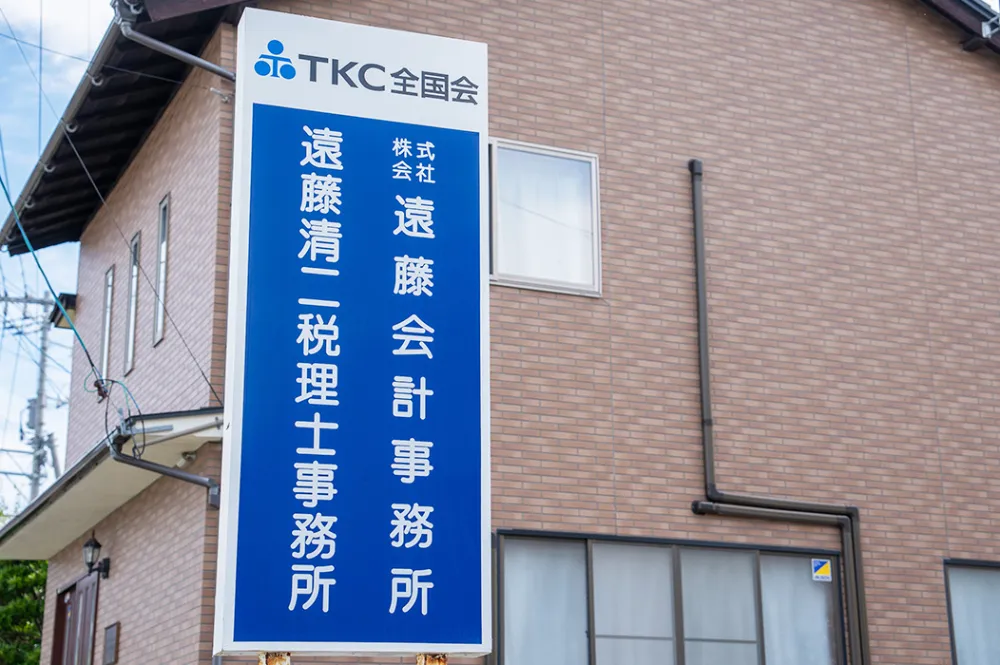 TKC全国会
株式会社
遠藤会計事務所
遠藤清二税理士事務所